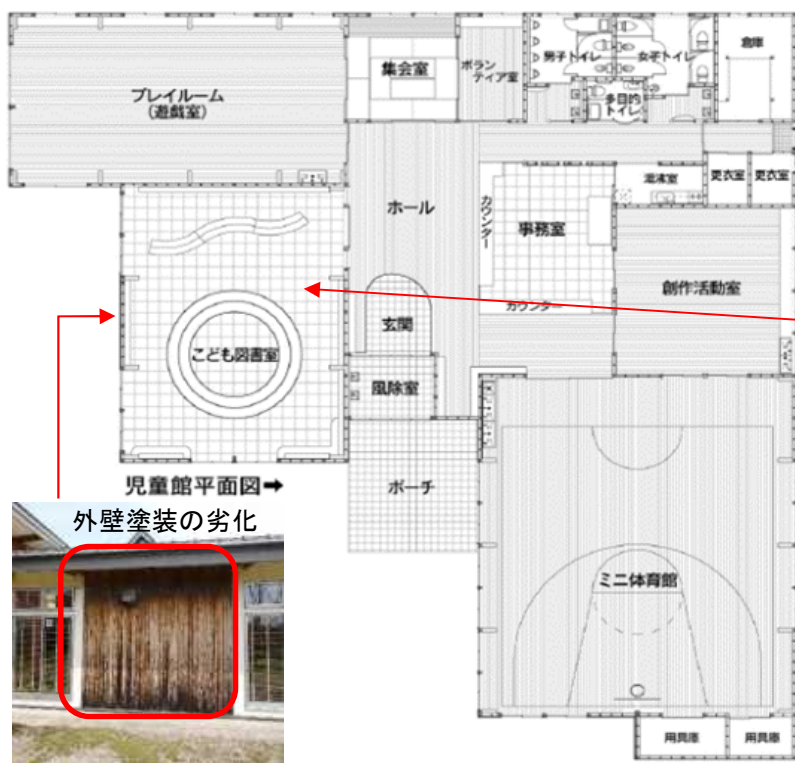 プレイルーム
(遊戯室)
集会室
ボラン
ティア室
男子トイレ
女子トイレ
多目的
トイレ
倉庫
ホール
カウンター
事務室
カウンター
湯沸室
更衣室
更衣室
創作活動室
玄関
こども図書室
風除室
ポーチ
児童館平面図➡
外壁塗装の劣化
ミニ体育館
用具庫
用具庫